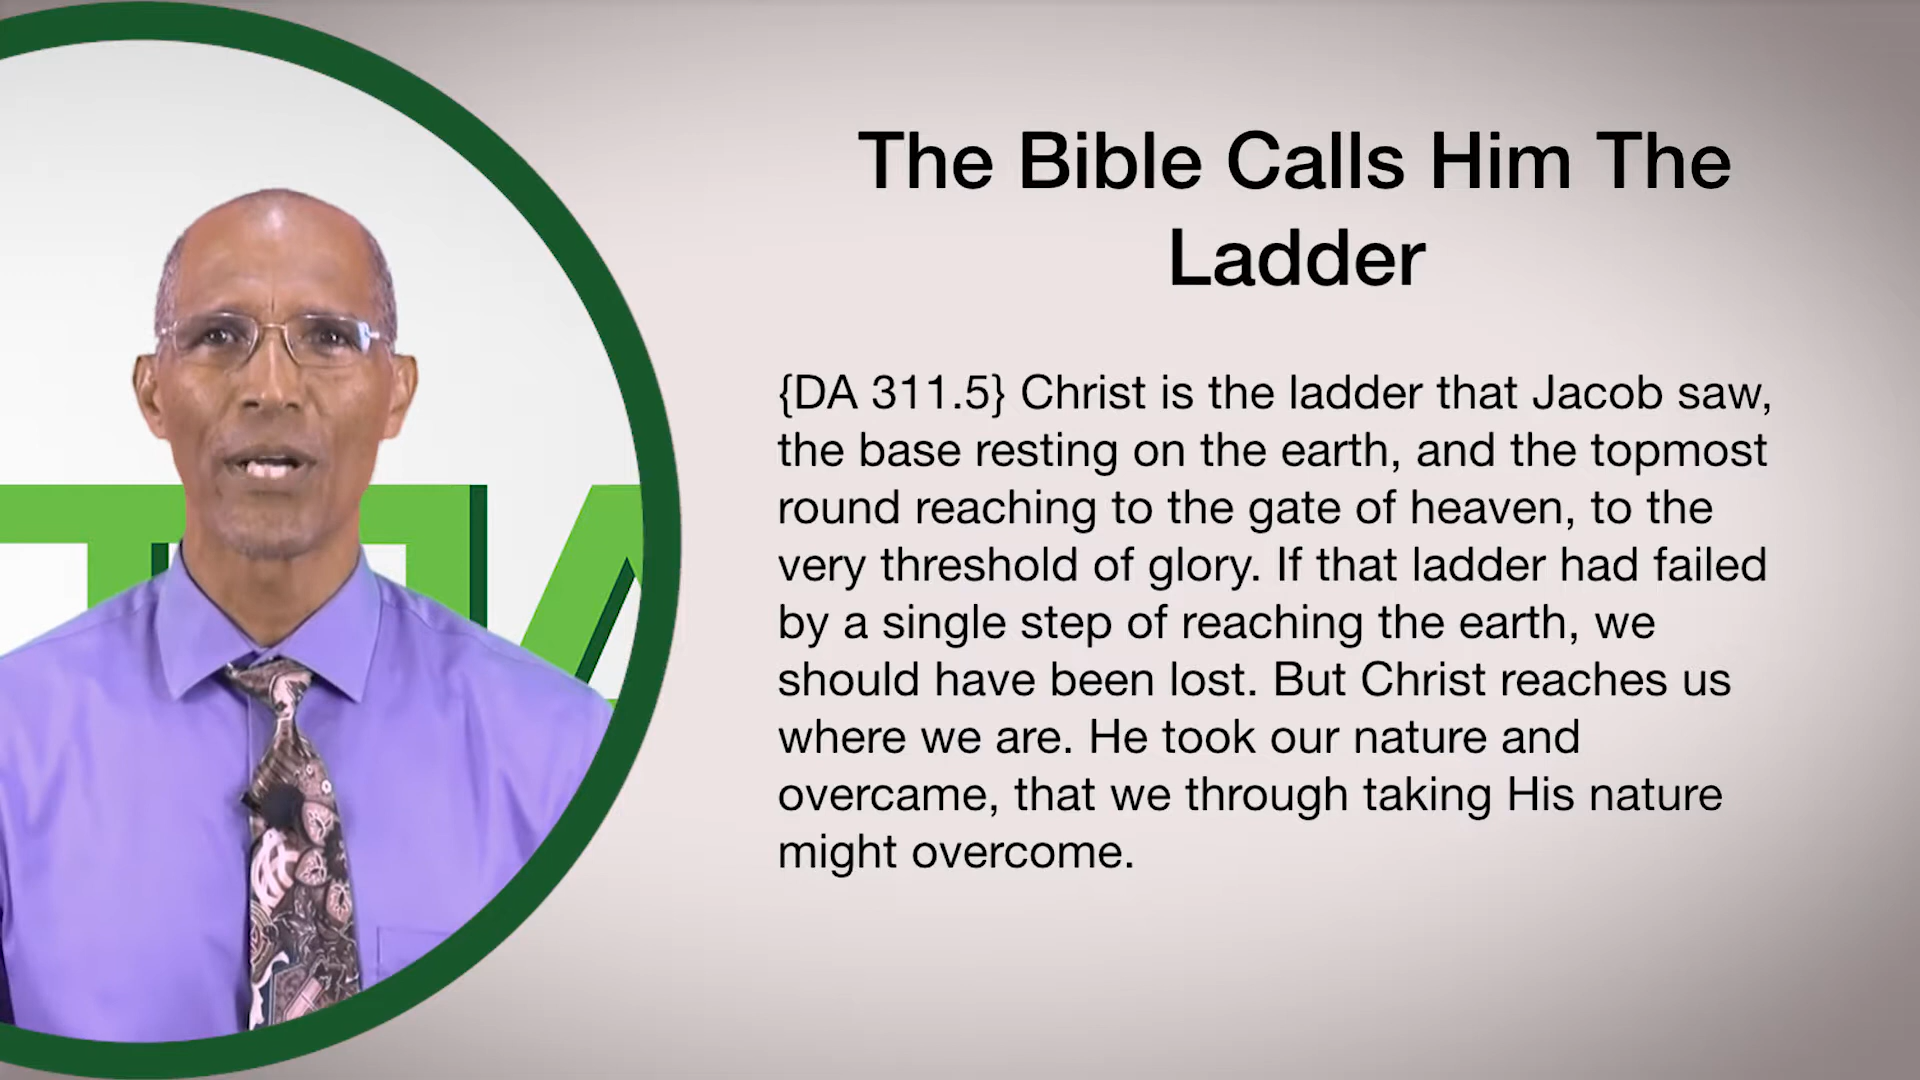 The Bible Calls Him The
Ladder
{DA 311.5} Christ is the ladder that Jacob saw,
the base resting on the earth, and the topmost
round reaching to the gate of heaven, to the
very threshold of glory. If that ladder had failed
by a single step of reaching the earth, we
should have been lost. But Christ reaches us
where we are. He took our nature and
overcame, that we through taking His nature
might overcome.